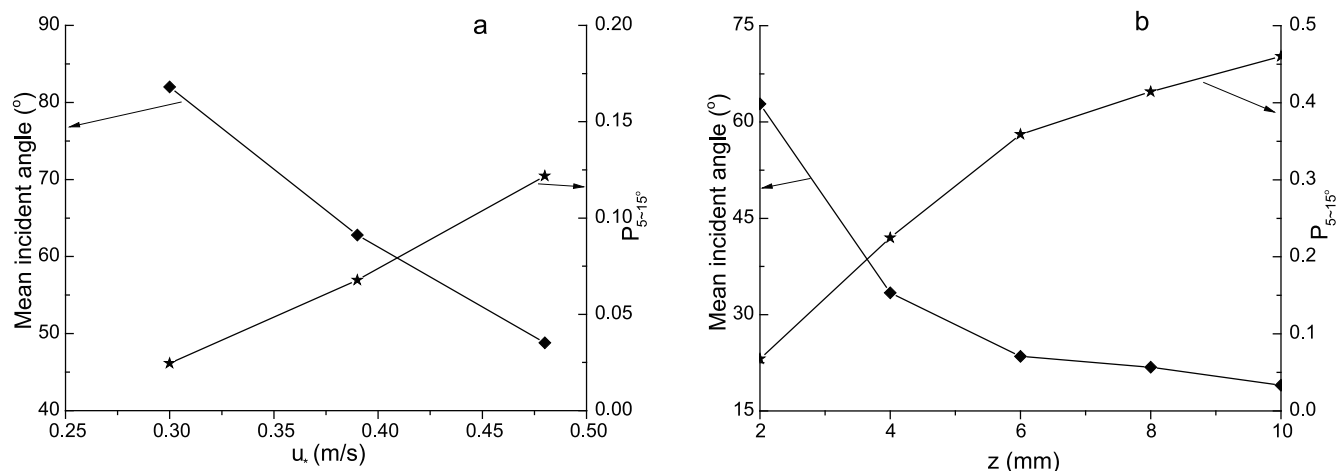 a
90
80
70
60
50
40
Mean incident angle (°)
0.20
0.15
0.10
0.05
0.00
P5~15°
0.25 0.30 0.35 0.40 0.45 0.50
u* (m/s)
b
75
60
45
30
15
Mean incident angle (°)
0.5
0.4
0.3
0.2
0.1
0.0
P5~15°
2 4 6 8 10
z (mm)